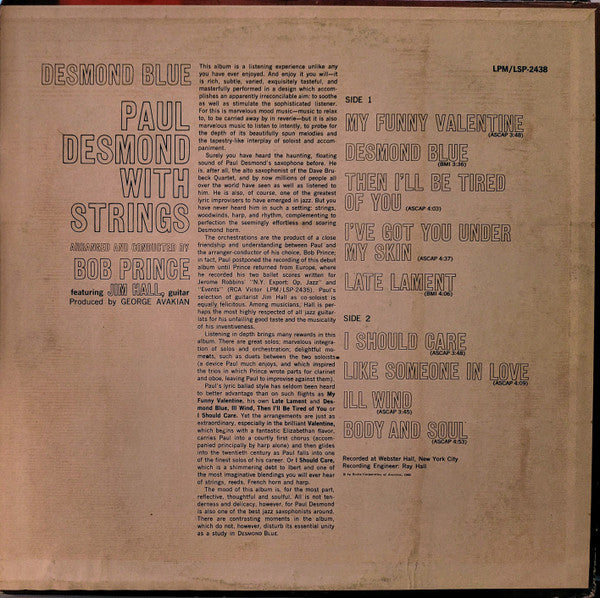 DESMOND BLUE
PAUL
DESMOND
WITH
STRINGS
ARRANGED AND CONDUCTED BY
BOB PRINCE
featuring JIM HALL, guitar
Produced by GEORGE AVAKIAN
This album is a listening experience unlike any
you have ever enjoyed. And enjoy it you will—it
is rich, subtle, varied, exquisitely tasteful, and
masterfully performed in a design which accom-
plishes an apparently irreconcilable aim: to soothe
as well as stimulate the sophisticated listener.
For this is marvelous mood music—music to relax
to, to be carried away by in reverie—but it is also
marvelous music to listen to intently, to probe for
the depth of its beautifully spun melodies and
the tapestry-like interplay of soloist and accom-
paniment.
Surely you have heard the haunting, floating
sound of Paul Desmond's saxophone before. He
is, after all, the alto saxophonist of the Dave Bru-
beck Quartet, and by now millions of people all
over the world have seen as well as listened to
him. He is also, of course, one of the greatest
lyric improvisers to have emerged in jazz. But you
have never heard him in such a setting: strings,
woodwinds, harp, and rhythm, complementing to
perfection the seemingly effortless and soaring
Desmond horn.
The orchestrations are the product of a close
friendship and understanding between Paul and
the arranger-conductor of his choice, Bob Prince;
in fact, Paul postponed the recording of this debut
album until Prince returned from Europe, where
he recorded his two ballet scores written for
Jerome Robbins' "N.Y. Export: Op. Jazz" and
"Events" (RCA Victor LPM/LSP-2435). Paul's
selection of guitarist Jim Hall as co-soloist is
equally felicitous. Among musicians, Hall is per-
haps the most highly respected of all jazz guitar-
ists for his unfailing good taste and the musicality
of his inventiveness.
Listening in depth brings many rewards in this
album. There are great solos; marvelous integra-
tion of solos and orchestration; delightful mo-
ments, such as duets between the two soloists
(a device Paul much enjoys, and which inspired
the trios in which Prince wrote parts for clarinet
and oboe, leaving Paul to improvise against them).
Paul's lyric ballad style has seldom been heard
to better advantage than on such flights as My
Funny Valentine, his own Late Lament and Des-
mond Blue, Ill Wind, Then I'll Be Tired of You or
I Should Care. Yet the arrangements are just as
extraordinary, especially in the brilliant Valentine,
which begins with a fantastic Elizabethan flavor,
carries Paul into a courtly first chorus (accom-
panied principally by harp alone) and then glides
into the twentieth century as Paul falls into one
of the finest solos of his career. Or I Should Care,
which is a shimmering debt to Ibert and one of
the most imaginative blendings you will ever hear
of strings, reeds, French horn and harp.
The mood of this album is, for the most part,
reflective, thoughtful and soulful. All is not ten-
derness and delicacy, however, for Paul Desmond
is also one of the best jazz saxophonists around.
There are contrasting moments in the album,
which do not, however, disturb its essential unity
as a study in DESMOND BLUE.
LPM/LSP-2438
SIDE 1
MY FUNNY VALENTINE
(ASCAP 3:48)
DESMOND BLUE
(BMI 3:36)
THEN I'LL BE TIRED
OF YOU (ASCAP 4:03)
I'VE GOT YOU UNDER
MY SKIN (ASCAP 4:37)
LATE LAMENT
(BMI 4:06)
SIDE 2
I SHOULD CARE
(ASCAP 3:48)
LIKE SOMEONE IN LOVE
(ASCAP 4:09)
ILL WIND
(ASCAP 3:45)
BODY AND SOUL
(ASCAP 4:53)
Recorded at Webster Hall, New York City
Recording Engineer: Ray Hall